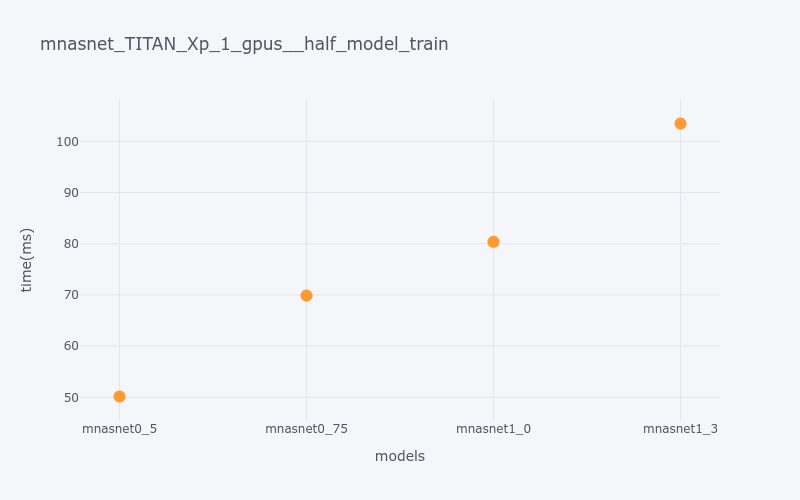 mnasnet_TITAN_Xp_1_gpus__half_model_train
time(ms)
100
90
80
70
60
50
mnasnet0_5
mnasnet0_75
mnasnet1_0
mnasnet1_3
models